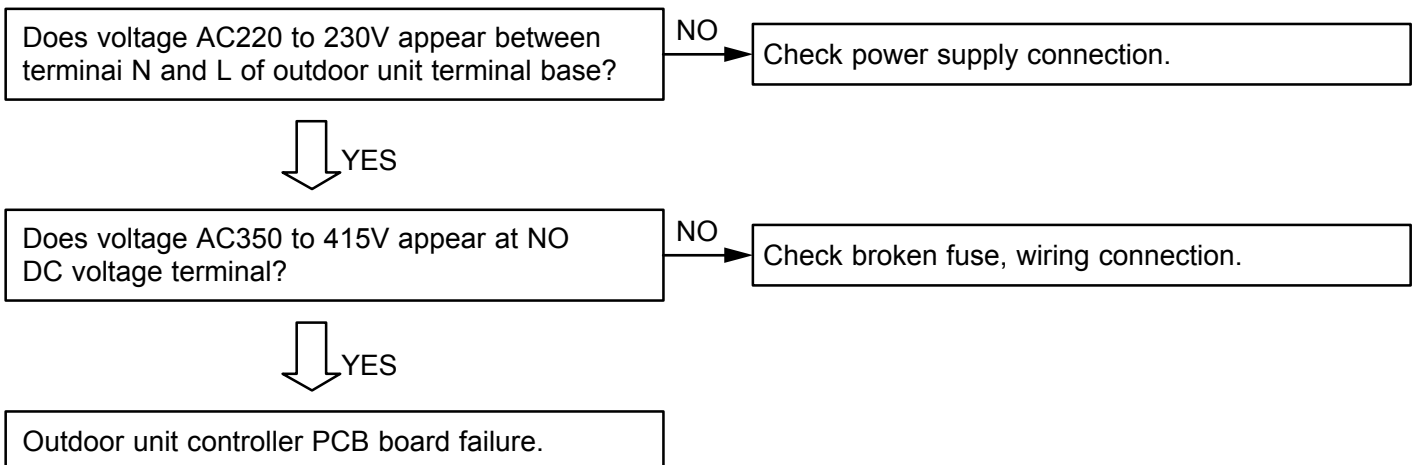 Does voltage AC220 to 230V appear between
terminai N and L of outdoor unit terminal base?
NO
Check power supply connection.
YES
Does voltage AC350 to 415V appear at NO
DC voltage terminal?
NO
Check broken fuse, wiring connection.
YES
Outdoor unit controller PCB board failure.